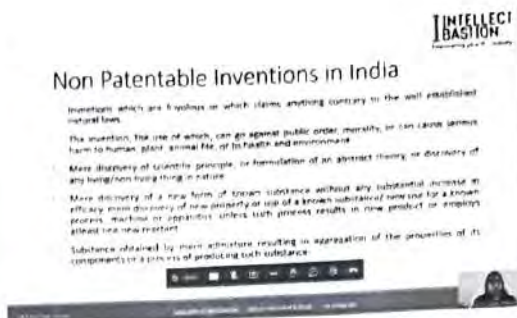 INTELLECT
BASTION
Non Patentable Inventions in India
Inventions which are frivolous or which claims anything contrary to the well established
natural laws
The invention, the use of which, can go against public order, morality, or can cause serious
harm to human, plant, animal life, or to health and environment
Mere discovery of scientific principle, or formulation of an abstract theory, or discovery of
any living/non living thing in nature
Mere discovery of a new form of known substance without any substantial increase in
efficacy, mere discovery of new property or use of a known substance/ new use for a known
process, machine or apparatus unless such process results in new product or employs
atleast one new reactant
Substance obtained by mere admixture resulting in aggregation of the properties of its
components or a process of producing such substance